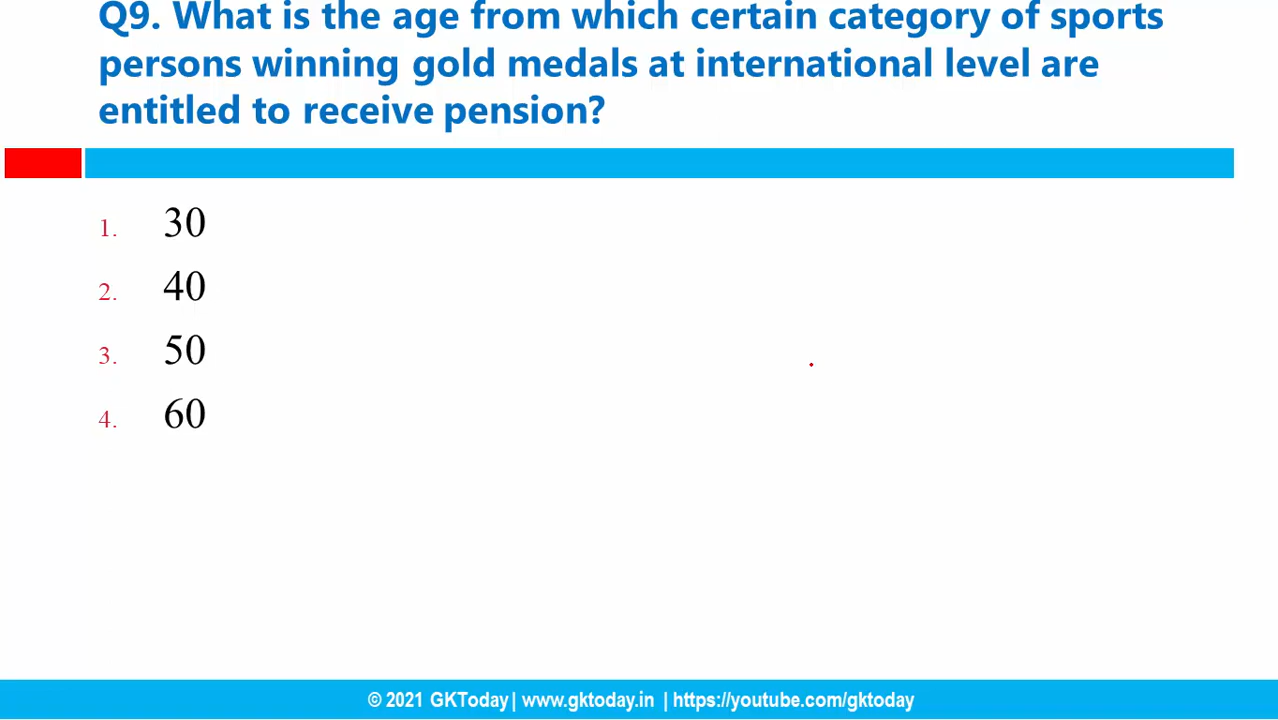 Q9. What is the age from which certain category of sports
persons winning gold medals at international level are
entitled to receive pension?
1. 30
2. 40
3. 50
4. 60
© 2021 GKToday| www.gktoday.in | https://youtube.com/gktoday